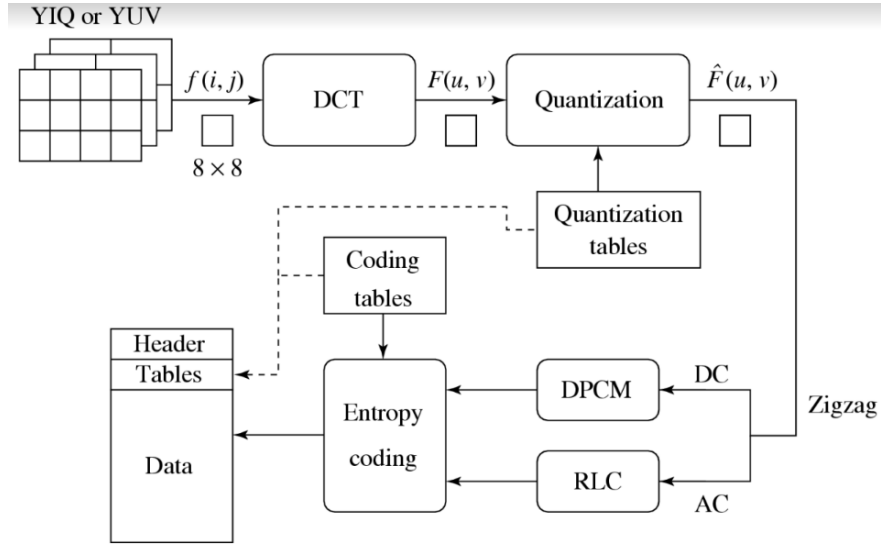 YIQ or YUV
f(i, j)
8 × 8
DCT
F(u, v)
Quantization
F̂(u, v)
Quantization
tables
Coding
tables
Header
Tables
Data
Entropy
coding
DPCM
DC
RLC
AC
Zigzag